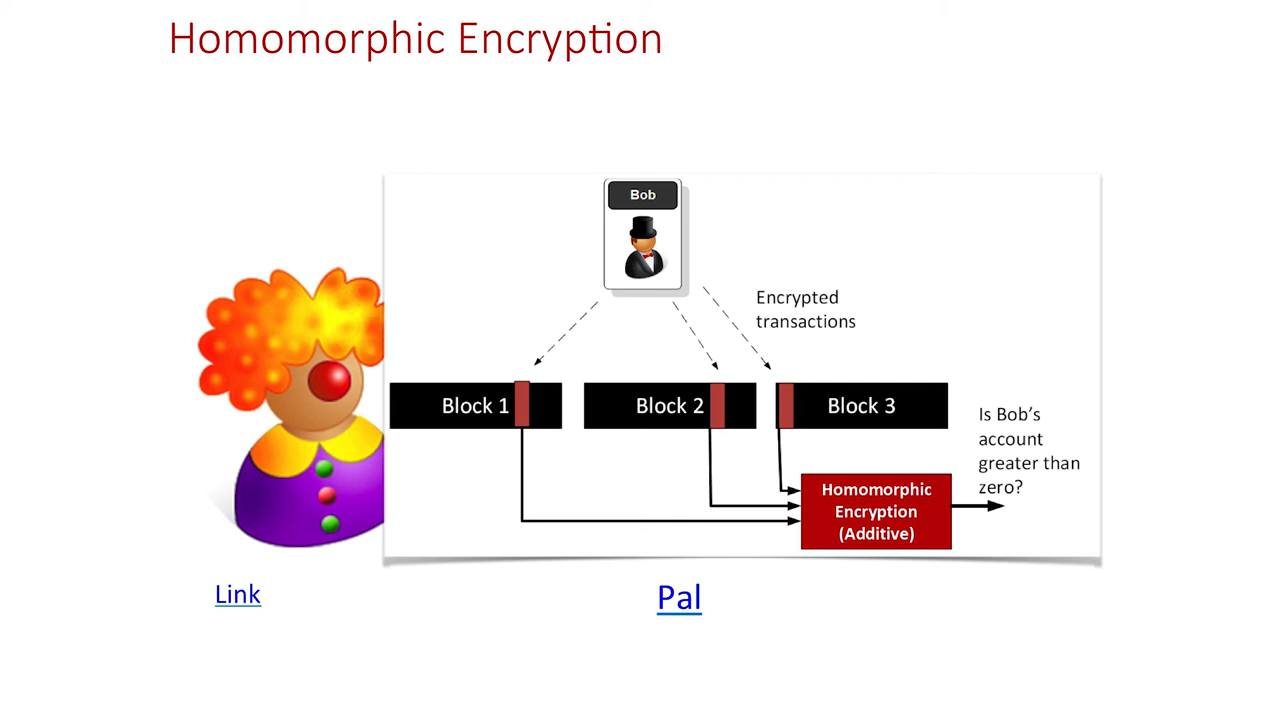 Homomorphic Encryption
Bob
Encrypted
transactions
Block 1
Block 2
Block 3
Is Bob's
account
greater than
zero?
Homomorphic
Encryption
(Additive)
Link
Pal